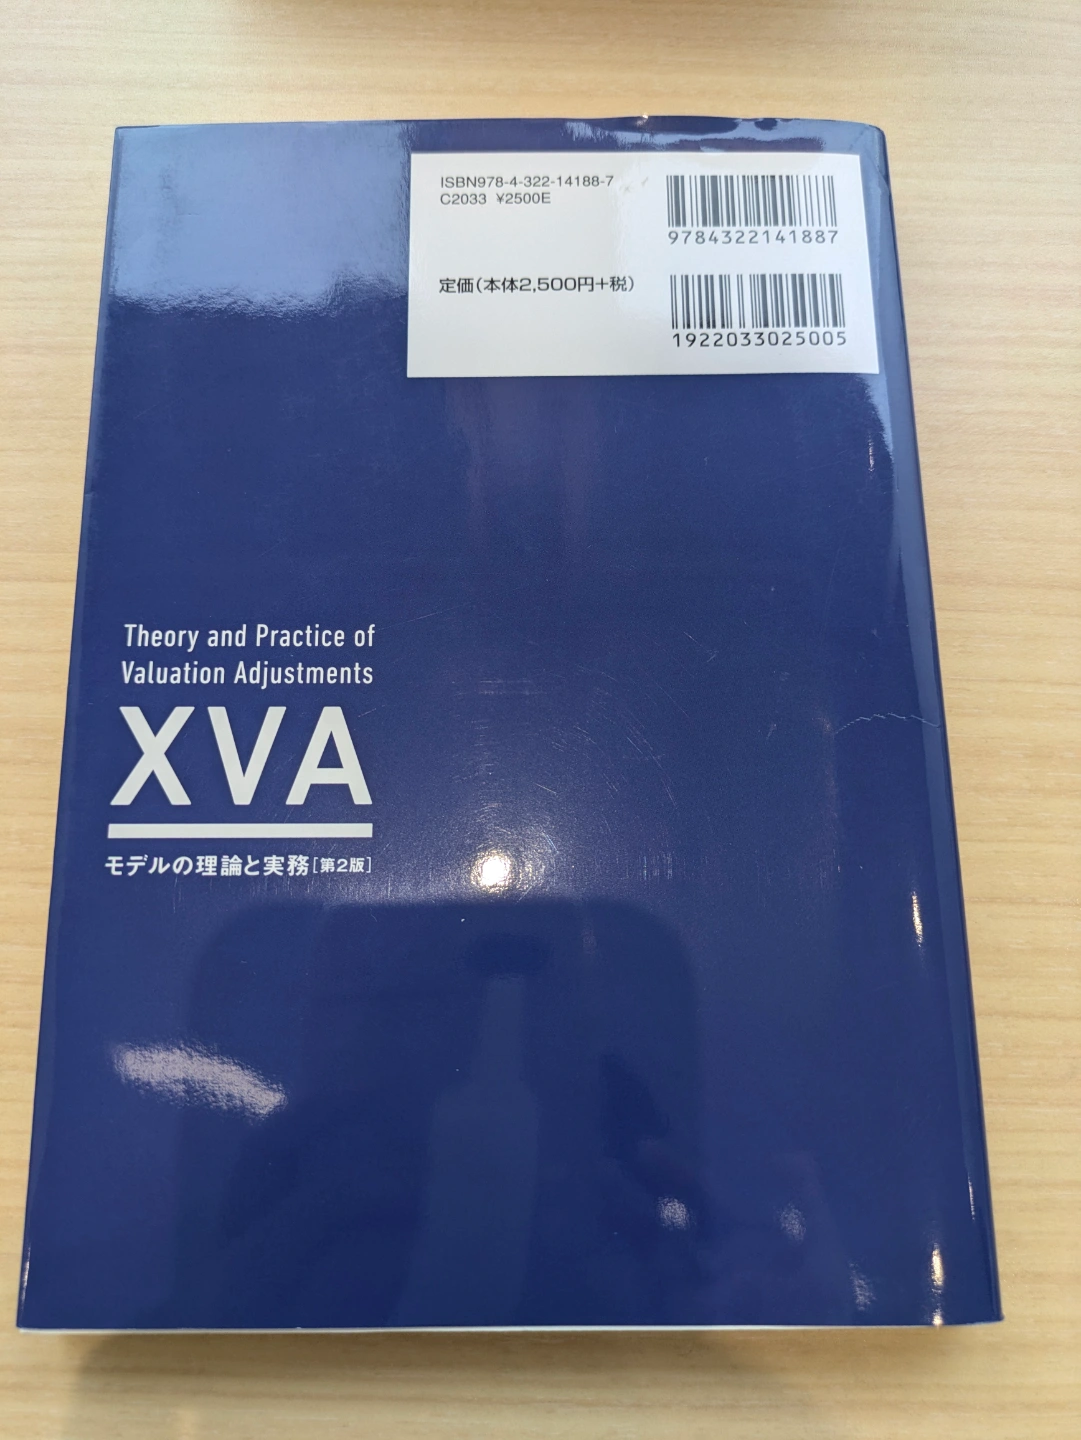 ISBN978-4-322-14188-7
C2033 ¥2500E
9784322141887
定価(本体2,500円+税)
1922033025005
Theory and Practice of
Valuation Adjustments
XVA
モデルの理論と実務[第2版]